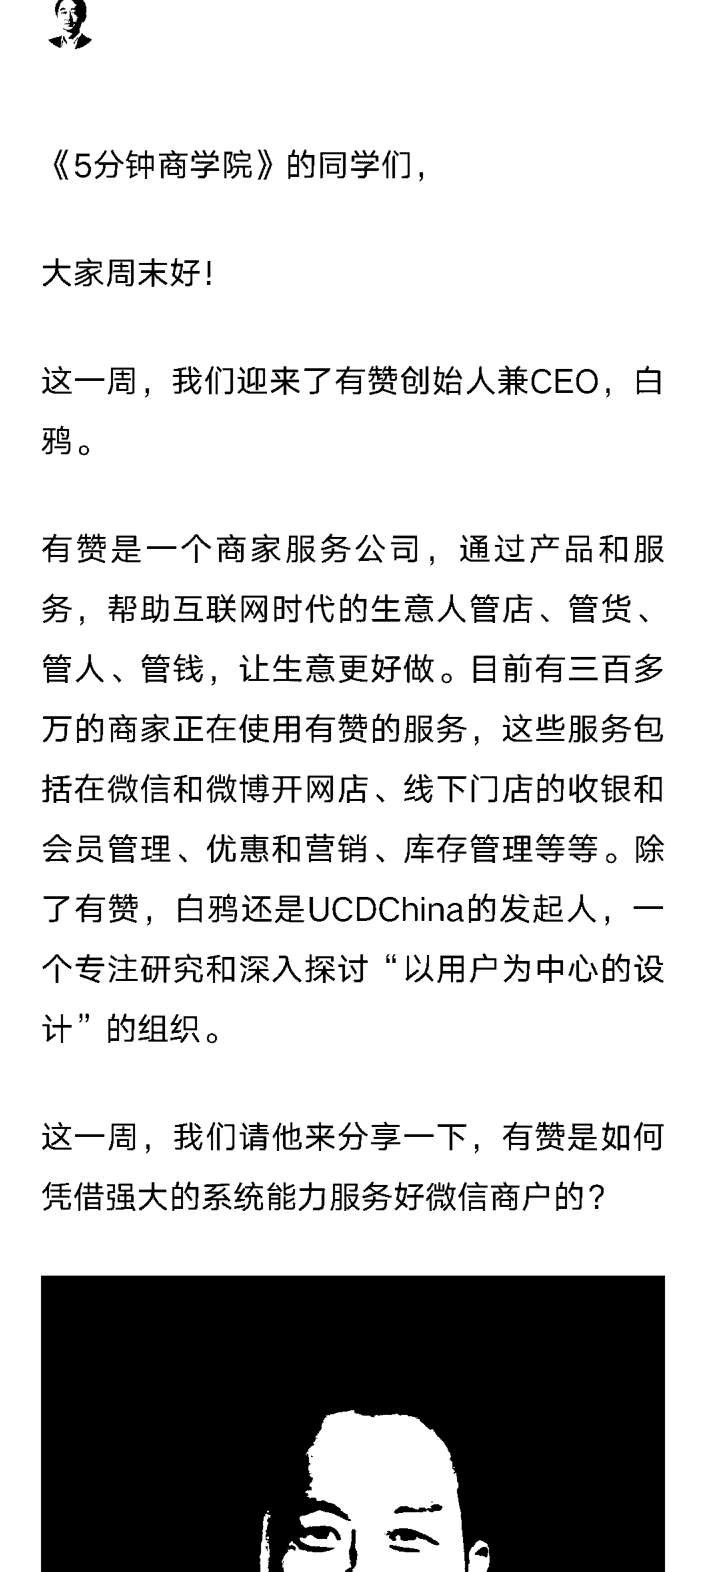 《5分钟商学院》的同学们，
大家周末好！
这一周，我们迎来了有赞创始人兼CEO，白
鸦。
有赞是一个商家服务公司，通过产品和服
务，帮助互联网时代的生意人管店、管货、
管人、管钱，让生意更好做。目前有三百多
万的商家正在使用有赞的服务，这些服务包
括在微信和微博开网店、线下门店的收银和
会员管理、优惠和营销、库存管理等等。除
了有赞，白鸦还是UCDChina的发起人，一
个专注研究和深入探讨“以用户为中心的设
计”的组织。
这一周，我们请他来分享一下，有赞是如何
凭借强大的系统能力服务好微信商户的？